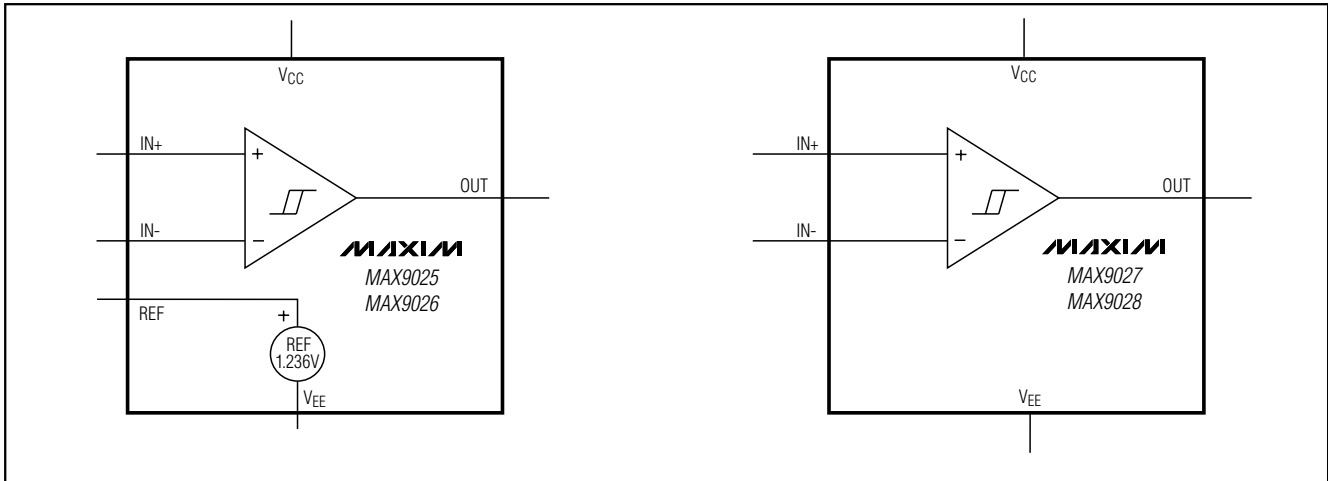 VCC
IN+
+
OUT
IN-
−
MAXIM
MAX9025
MAX9026
REF
+
REF
1.236V
VEE
VCC
IN+
+
OUT
IN-
−
MAXIM
MAX9027
MAX9028
VEE